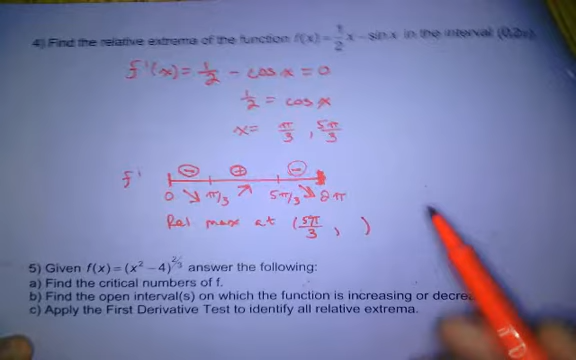 4) Find the relative extrema of the function f(x) = 1/2 x - sin x in the interval (0,2π).
f'(x) = 1/2 - cos x = 0
1/2 = cos x
x = π/3 , 5π/3
f' - + -
0 π/3 5π/3 2π
Rel max at (5π/3, )
5) Given f(x) = (x² - 4)^(2/3) answer the following:
a) Find the critical numbers of f.
b) Find the open interval(s) on which the function is increasing or decrea
c) Apply the First Derivative Test to identify all relative extrema.